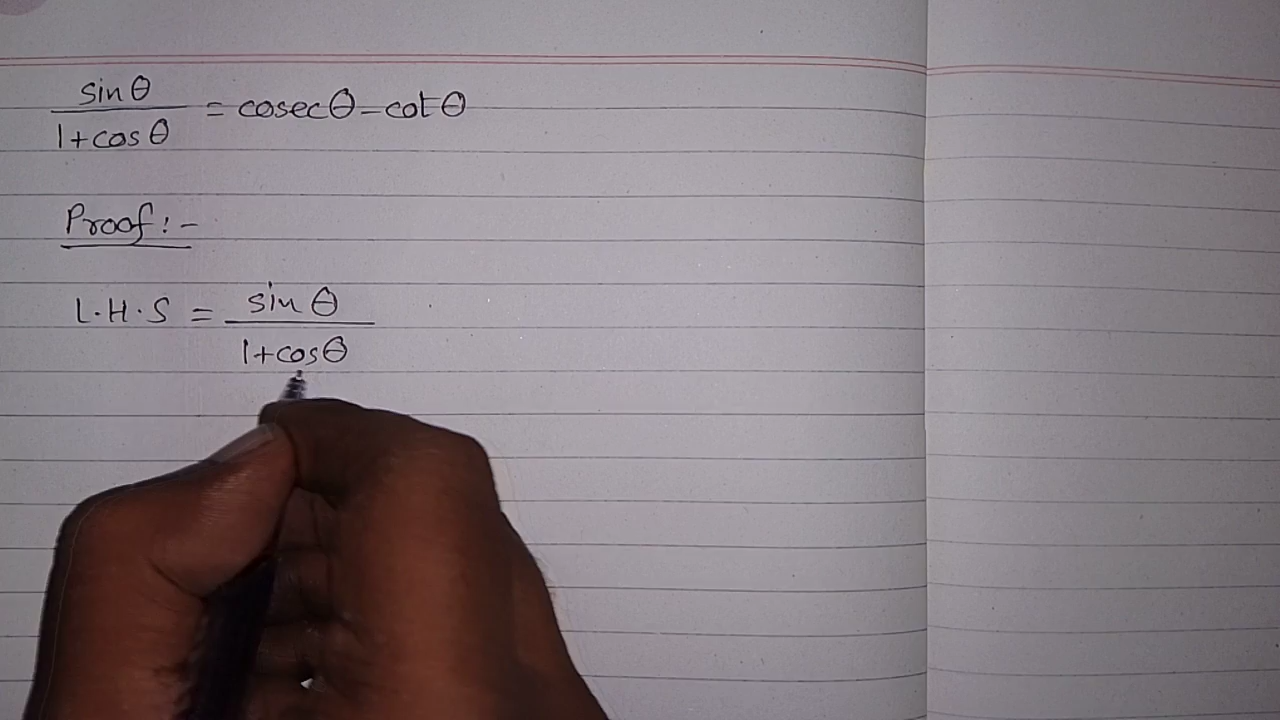 sinθ / 1+cosθ = cosecθ - cotθ
Proof :-
L.H.S = sinθ / 1+cosθ